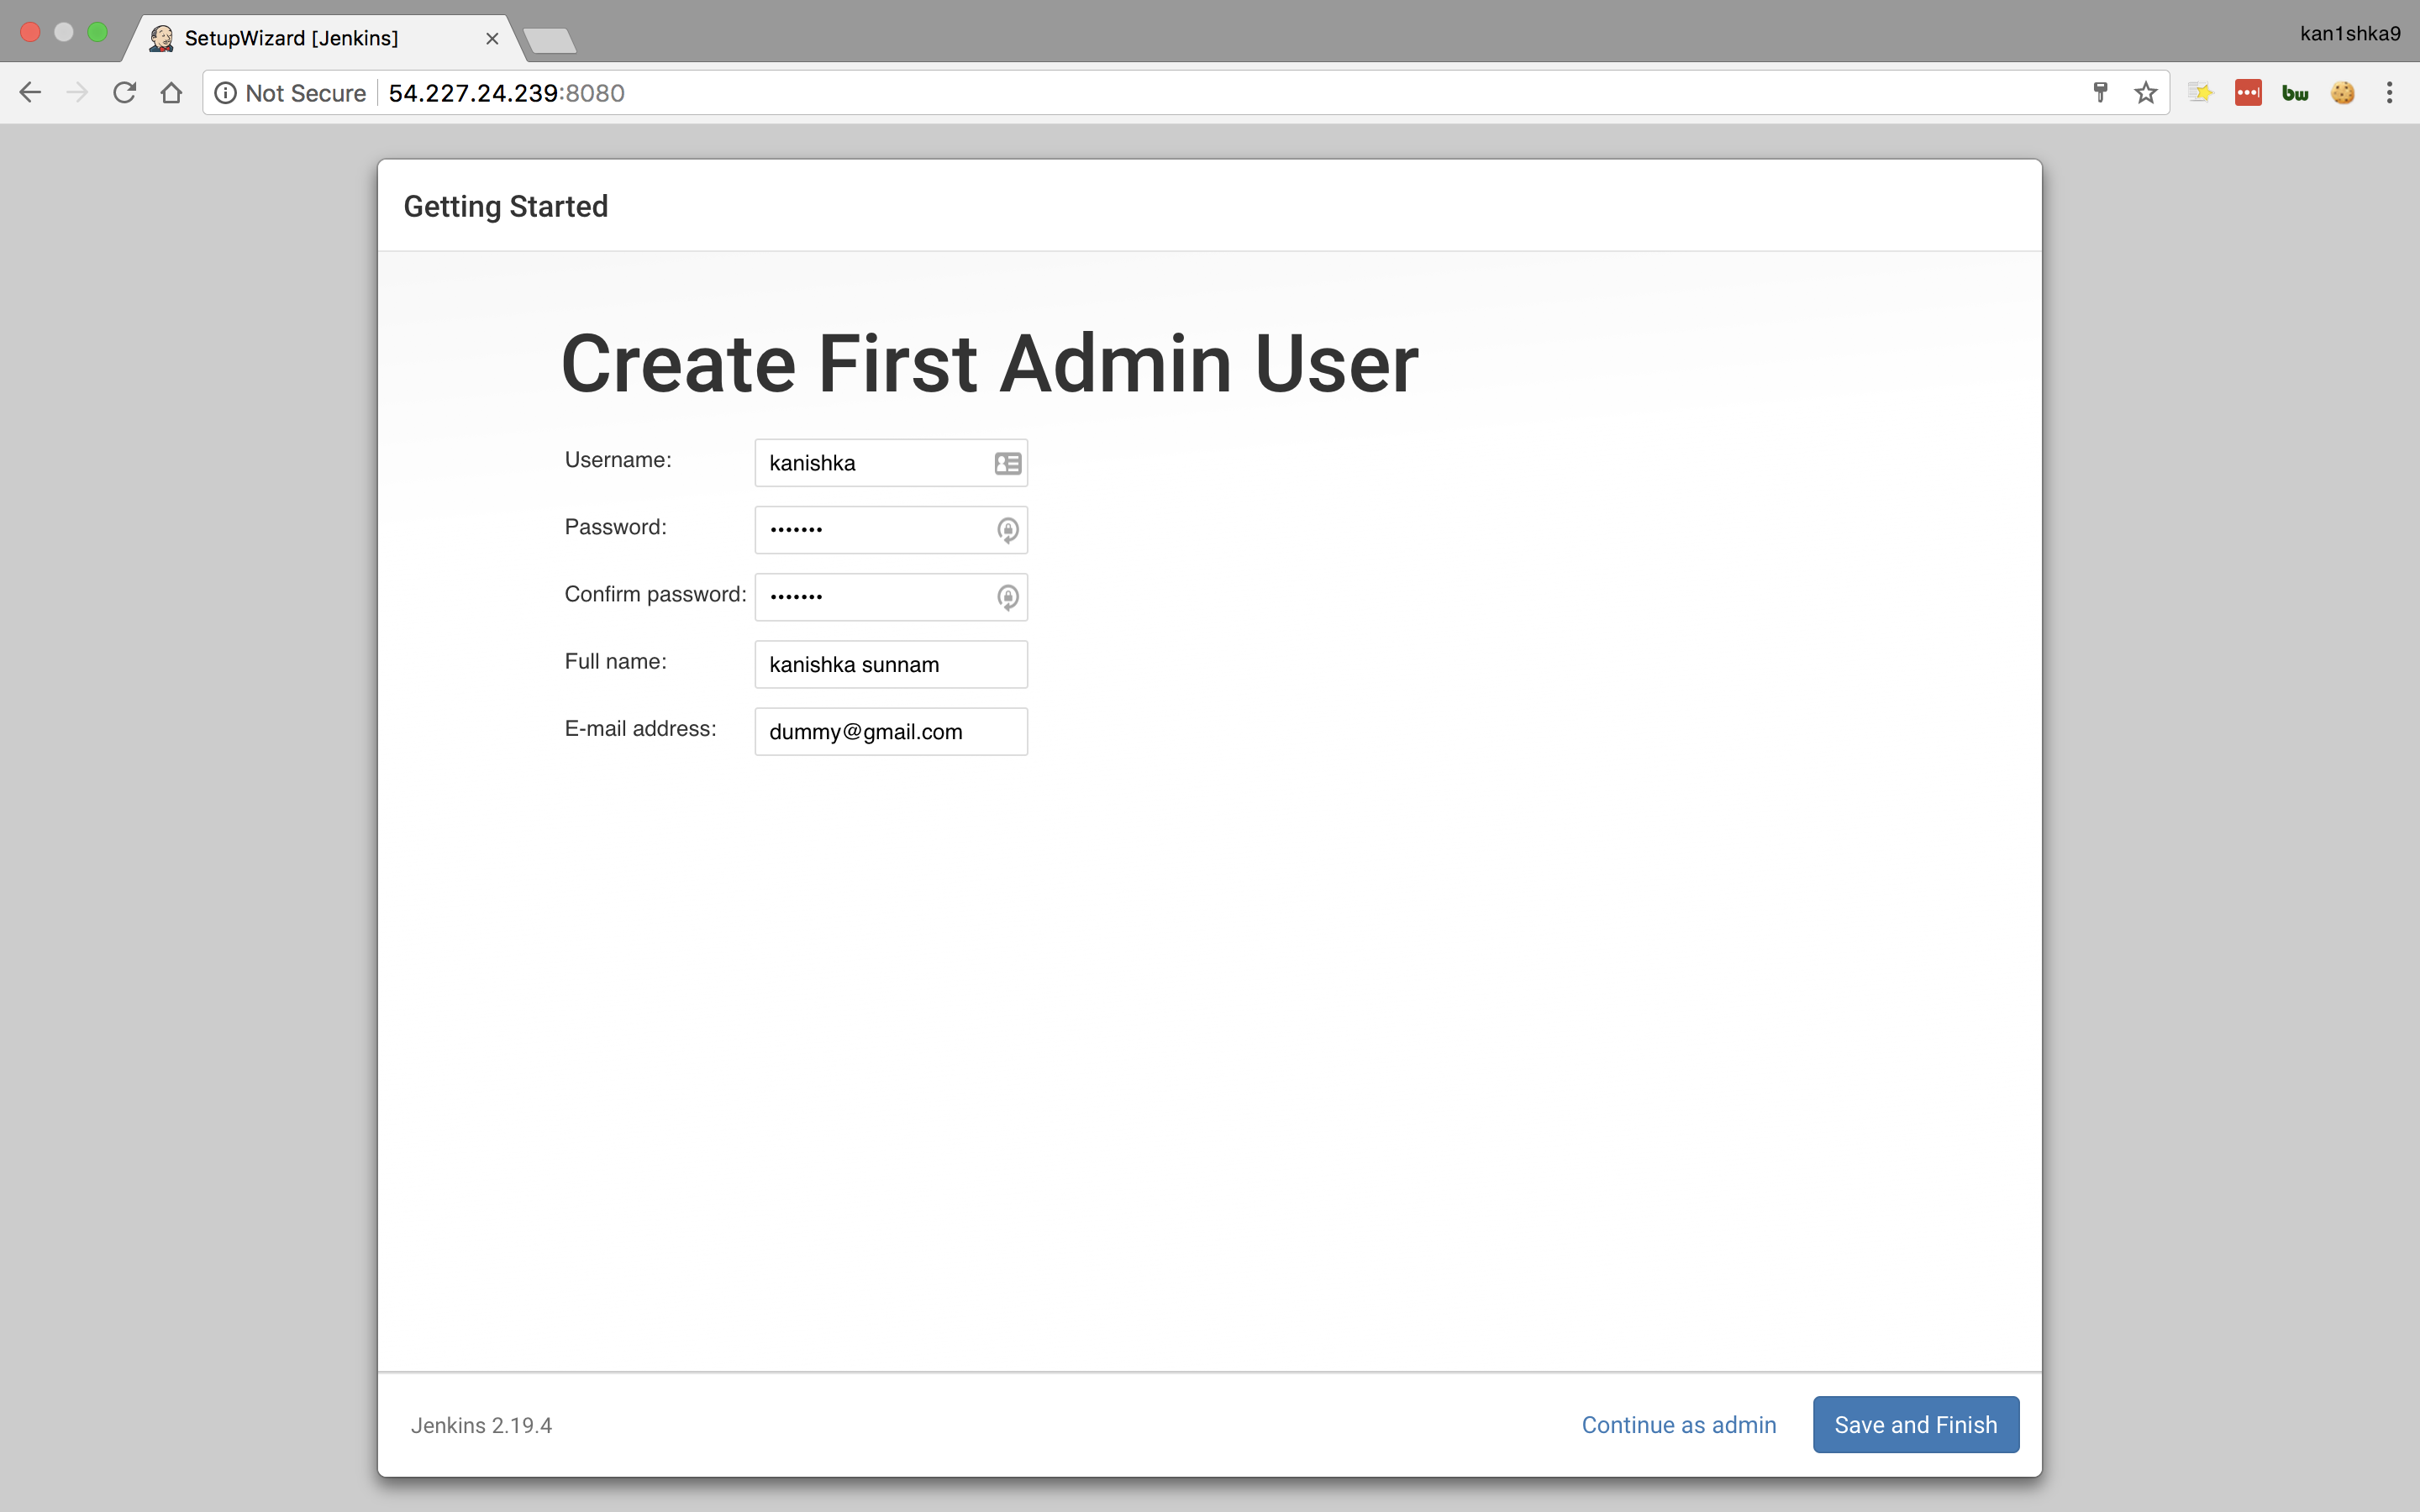 SetupWizard [Jenkins]
kan1shka9
Not Secure 54.227.24.239:8080
bw
Getting Started
Create First Admin User
Username: kanishka
Password: •••••••
Confirm password: •••••••
Full name: kanishka sunnam
E-mail address: dummy@gmail.com
Jenkins 2.19.4
Continue as admin
Save and Finish